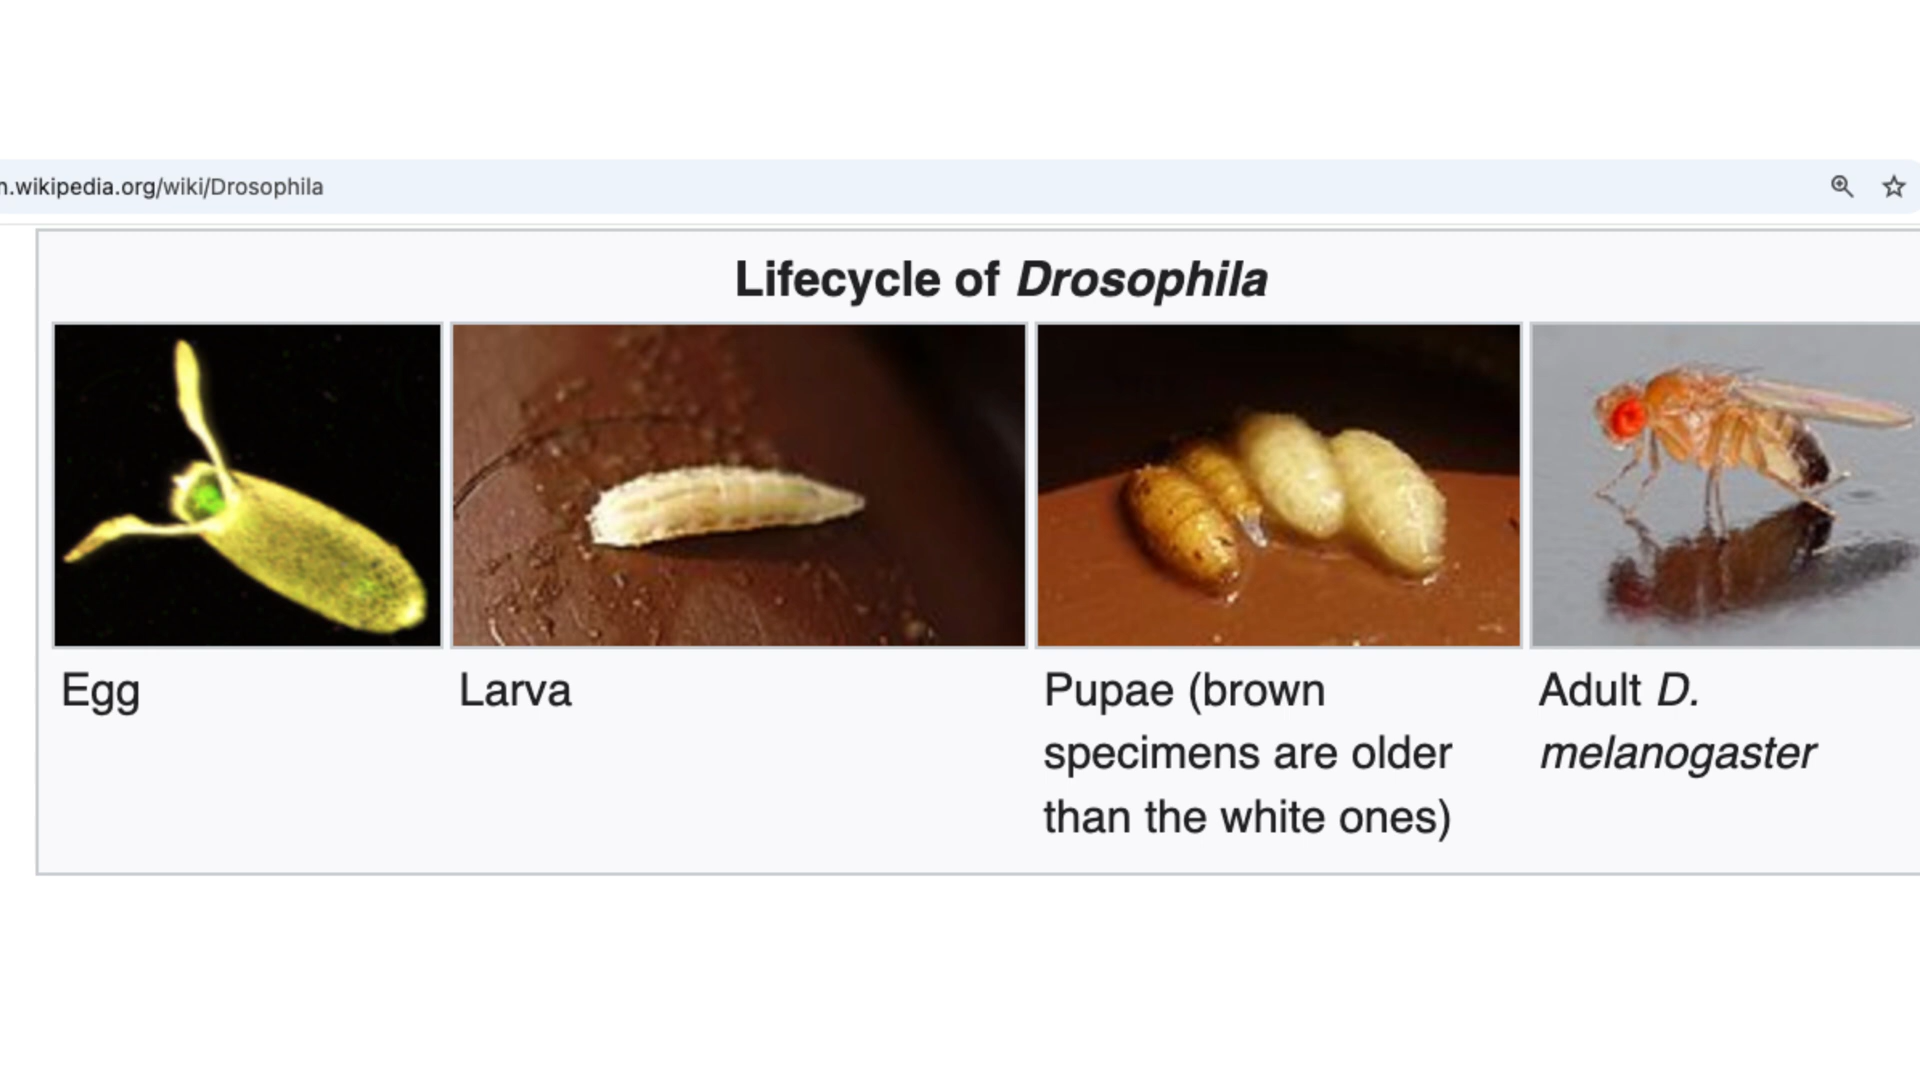 n.wikipedia.org/wiki/Drosophila
Lifecycle of Drosophila
Egg
Larva
Pupae (brown
specimens are older
than the white ones)
Adult D.
melanogaster